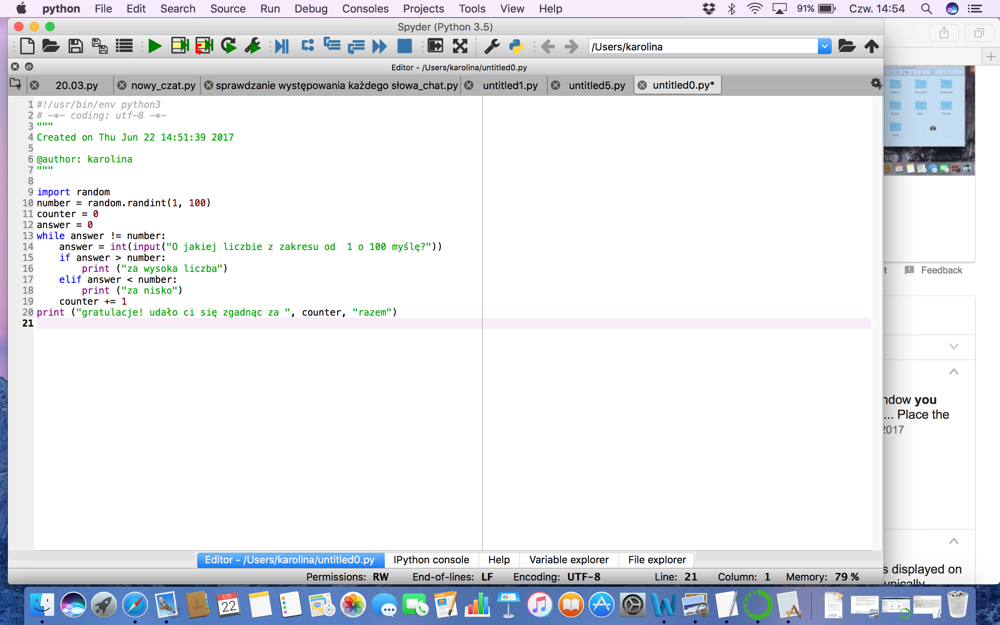 python File Edit Search Source Run Debug Consoles Projects Tools View Help 91% Czw. 14:54
Spyder (Python 3.5)
/Users/karolina
Editor - /Users/karolina/untitled0.py
20.03.py nowy_czat.py sprawdzanie występowania każdego słowa_chat.py untitled1.py untitled5.py untitled0.py*
1 #!/usr/bin/env python3
2 # -*- coding: utf-8 -*-
3 """
4 Created on Thu Jun 22 14:51:39 2017
5
6 @author: karolina
7 """
8
9 import random
10 number = random.randint(1, 100)
11 counter = 0
12 answer = 0
13 while answer != number:
14     answer = int(input("O jakiej liczbie z zakresu od  1 o 100 myślę?"))
15     if answer > number:
16         print ("za wysoka liczba")
17     elif answer < number:
18         print ("za nisko")
19     counter += 1
20 print ("gratulacje! udało ci się zgadnąc za ", counter, "razem")
21
t Feedback
ndow you
... Place the
2017
s displayed on
Editor - /Users/karolina/untitled0.py IPython console Help Variable explorer File explorer
Permissions: RW End-of-lines: LF Encoding: UTF-8 Line: 21 Column: 1 Memory: 79 %
CZE
22
PAGES
280
3D
PDF